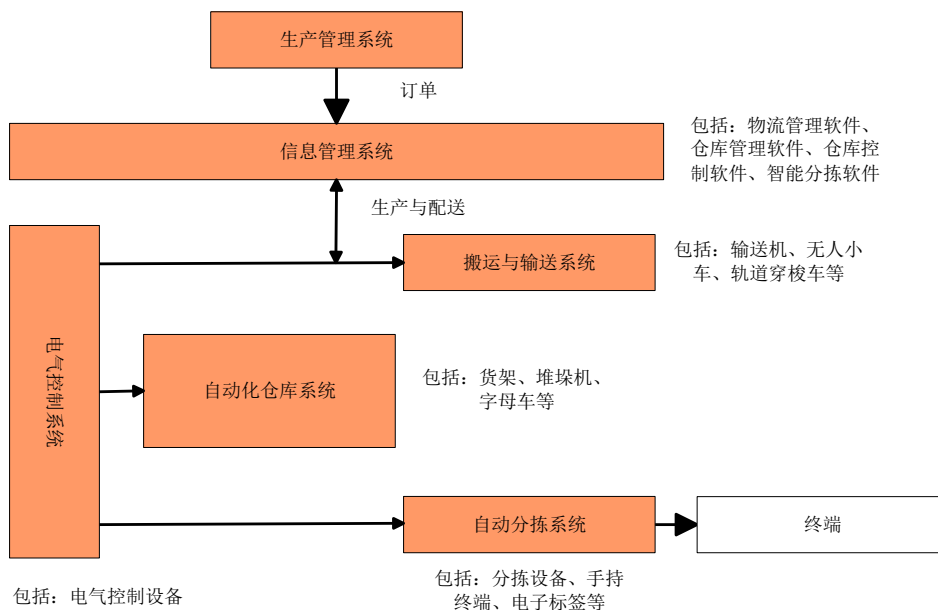 生产管理系统
订单
信息管理系统
包括：物流管理软件、
仓库管理软件、仓库控
制软件、智能分拣软件
生产与配送
搬运与输送系统
包括：输送机、无人小
车、轨道穿梭车等
电气控制系统
自动化仓库系统
包括：货架、堆垛机、
字母车等
自动分拣系统
终端
包括：分拣设备、手持
终端、电子标签等
包括：电气控制设备